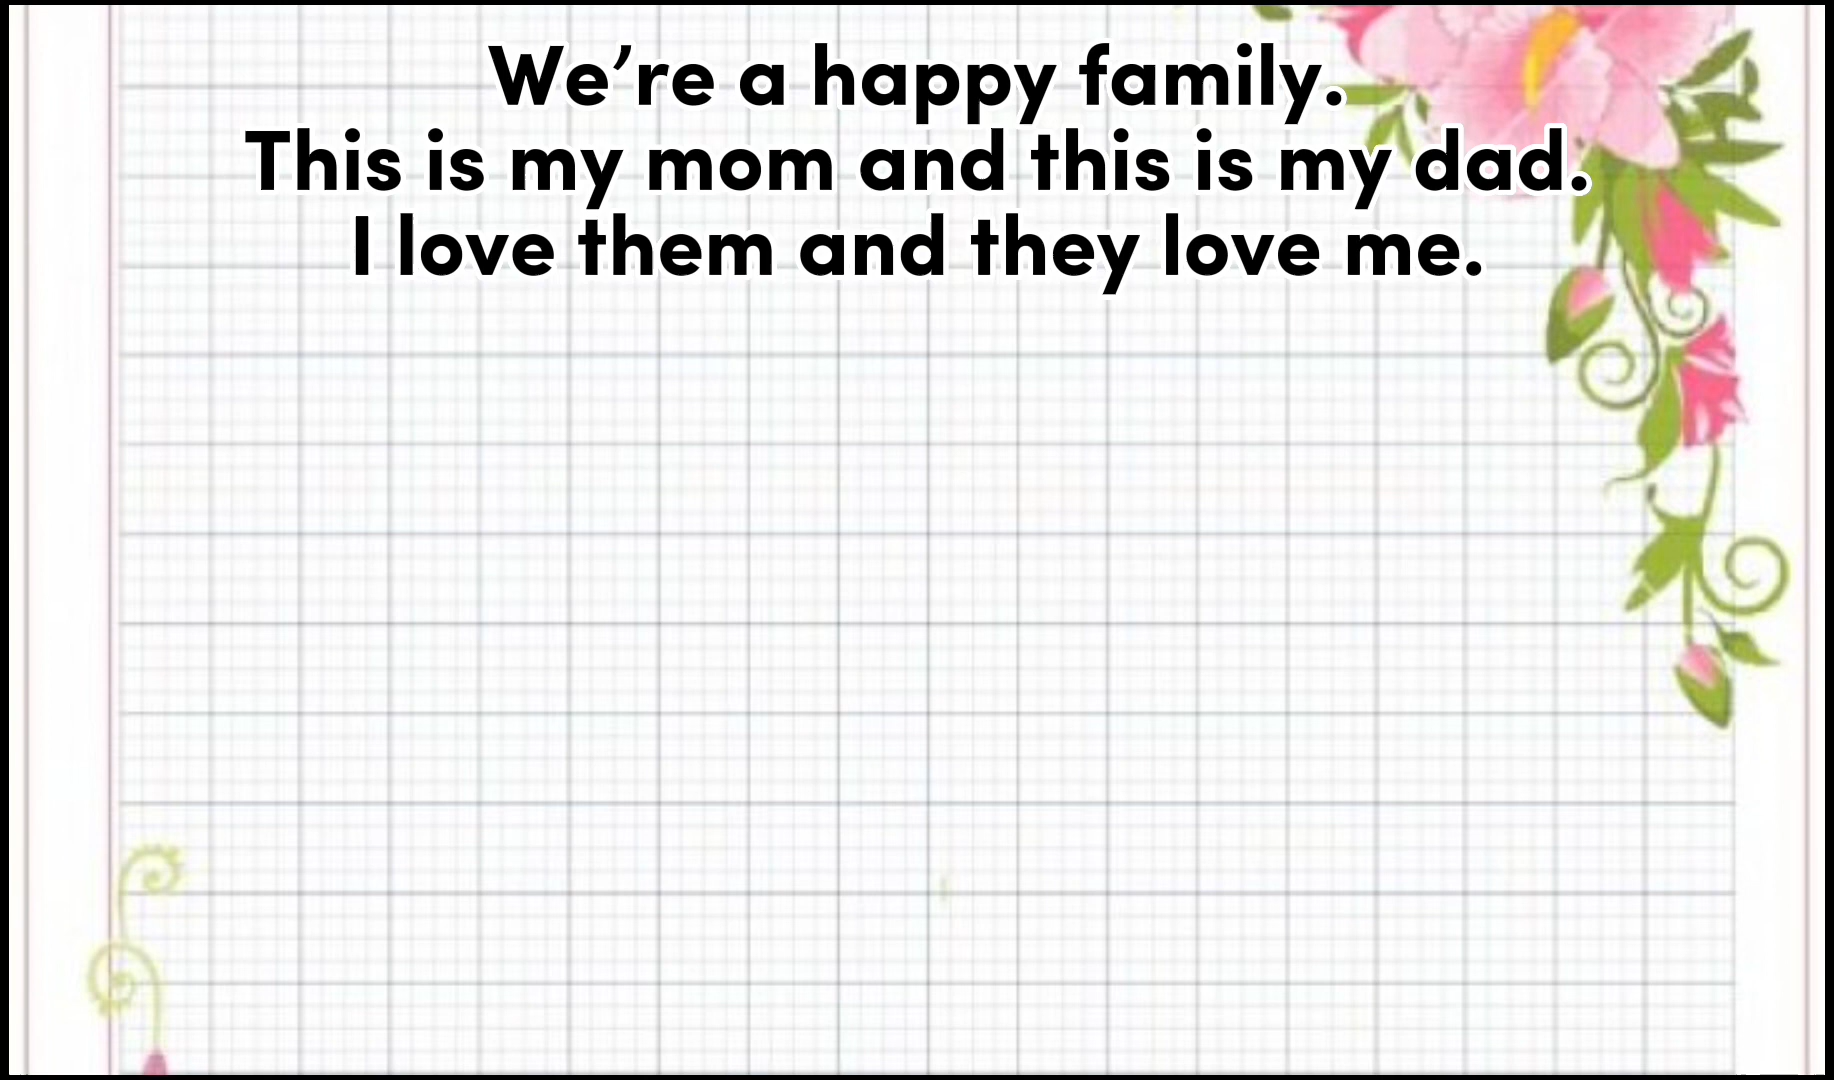 We’re a happy family.
This is my mom and this is my dad.
I love them and they love me.